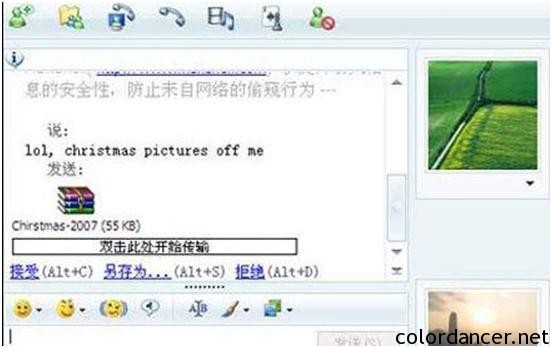 息的安全性，防止来自网络的偷窥行为 ---
说:
lol, christmas pictures off me
发送:
Chirstmas-2007 (55 KB)
双击此处开始传输
接受(Alt+C) 另存为...(Alt+S) 拒绝(Alt+D)
发送(S)
colordancer.net